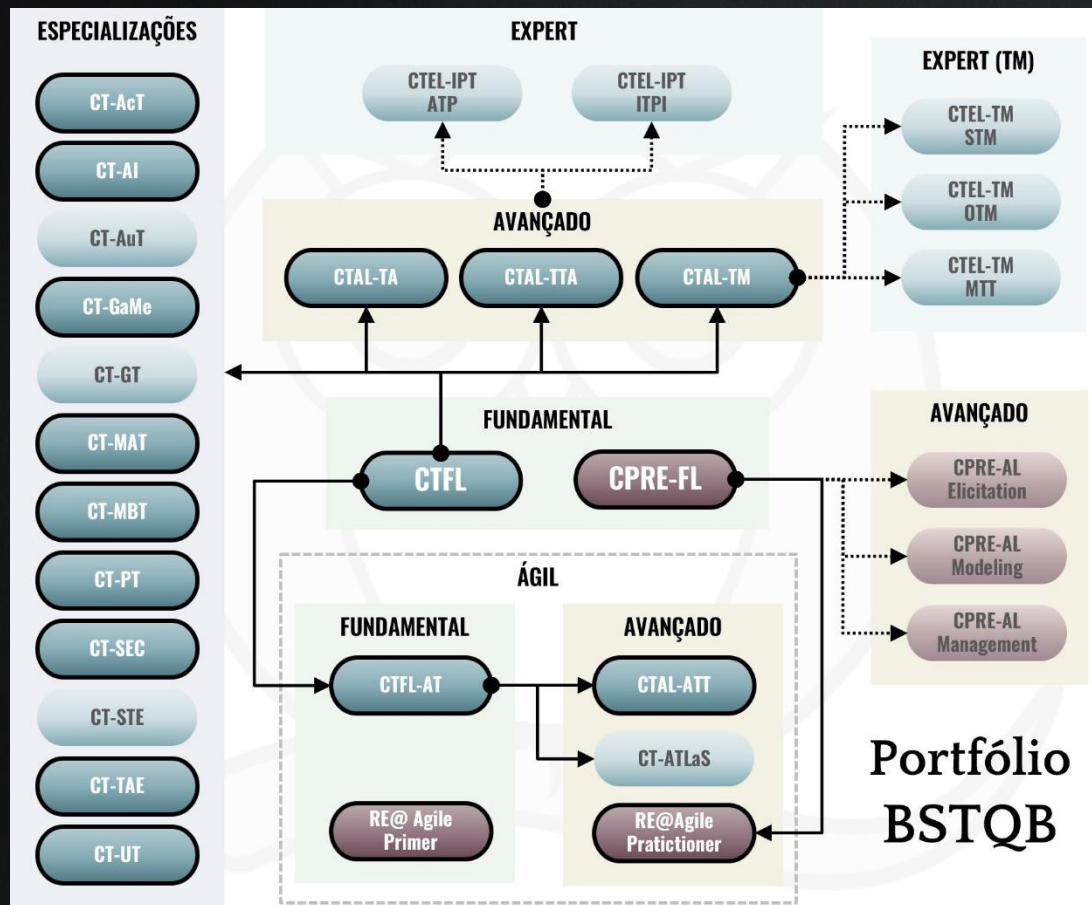 ESPECIALIZAÇÕES
CT-AcT
CT-AI
CT-AuT
CT-GaMe
CT-GT
CT-MAT
CT-MBT
CT-PT
CT-SEC
CT-STE
CT-TAE
CT-UT
EXPERT
CTEL-IPT
ATP
CTEL-IPT
ITPI
EXPERT (TM)
CTEL-TM
STM
CTEL-TM
OTM
CTEL-TM
MTT
AVANÇADO
CTAL-TA
CTAL-TTA
CTAL-TM
FUNDAMENTAL
CTFL
CPRE-FL
AVANÇADO
CPRE-AL
Elicitation
CPRE-AL
Modeling
CPRE-AL
Management
ÁGIL
FUNDAMENTAL
CTFL-AT
RE@ Agile
Primer
AVANÇADO
CTAL-ATT
CT-ATLaS
RE@Agile
Pratictioner
Portfólio
BSTQB